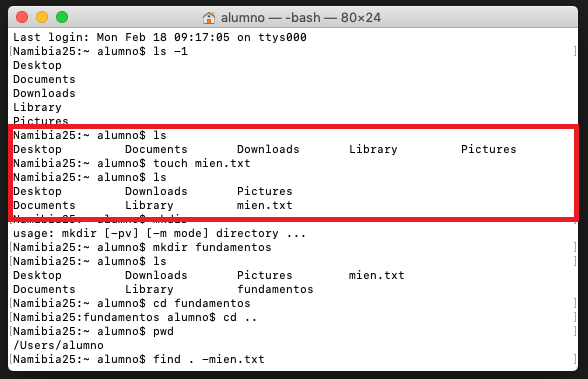 alumno — -bash — 80×24
Last login: Mon Feb 18 09:17:05 on ttys000
[Namibia25:~ alumno$ ls -1 ]
Desktop
Documents
Downloads
Library
Pictures
Namibia25:~ alumno$ ls
Desktop Documents Downloads Library Pictures
Namibia25:~ alumno$ touch mien.txt
Namibia25:~ alumno$ ls
Desktop Downloads Pictures
Documents Library mien.txt
Namibia25:~ alumno$ mkdir
usage: mkdir [-pv] [-m mode] directory ...
[Namibia25:~ alumno$ mkdir fundamentos ]
[Namibia25:~ alumno$ ls ]
Desktop Downloads Pictures mien.txt
Documents Library fundamentos
[Namibia25:~ alumno$ cd fundamentos ]
[Namibia25:fundamentos alumno$ cd .. ]
[Namibia25:~ alumno$ pwd ]
/Users/alumno
[Namibia25:~ alumno$ find . -mien.txt ]